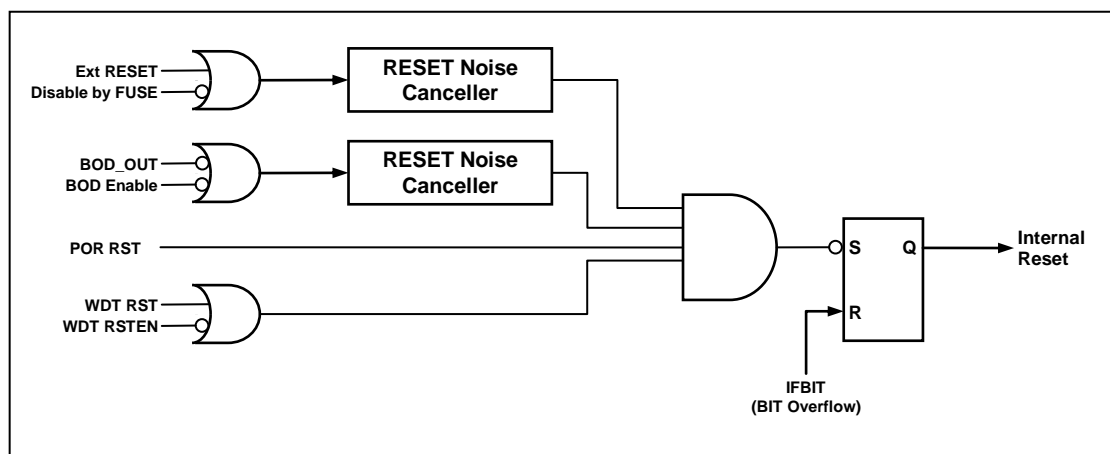 Ext RESET
Disable by FUSE
RESET Noise
Canceller
BOD_OUT
BOD Enable
RESET Noise
Canceller
POR RST
WDT RST
WDT RSTEN
S
Q
R
Internal
Reset
IFBIT
(BIT Overflow)